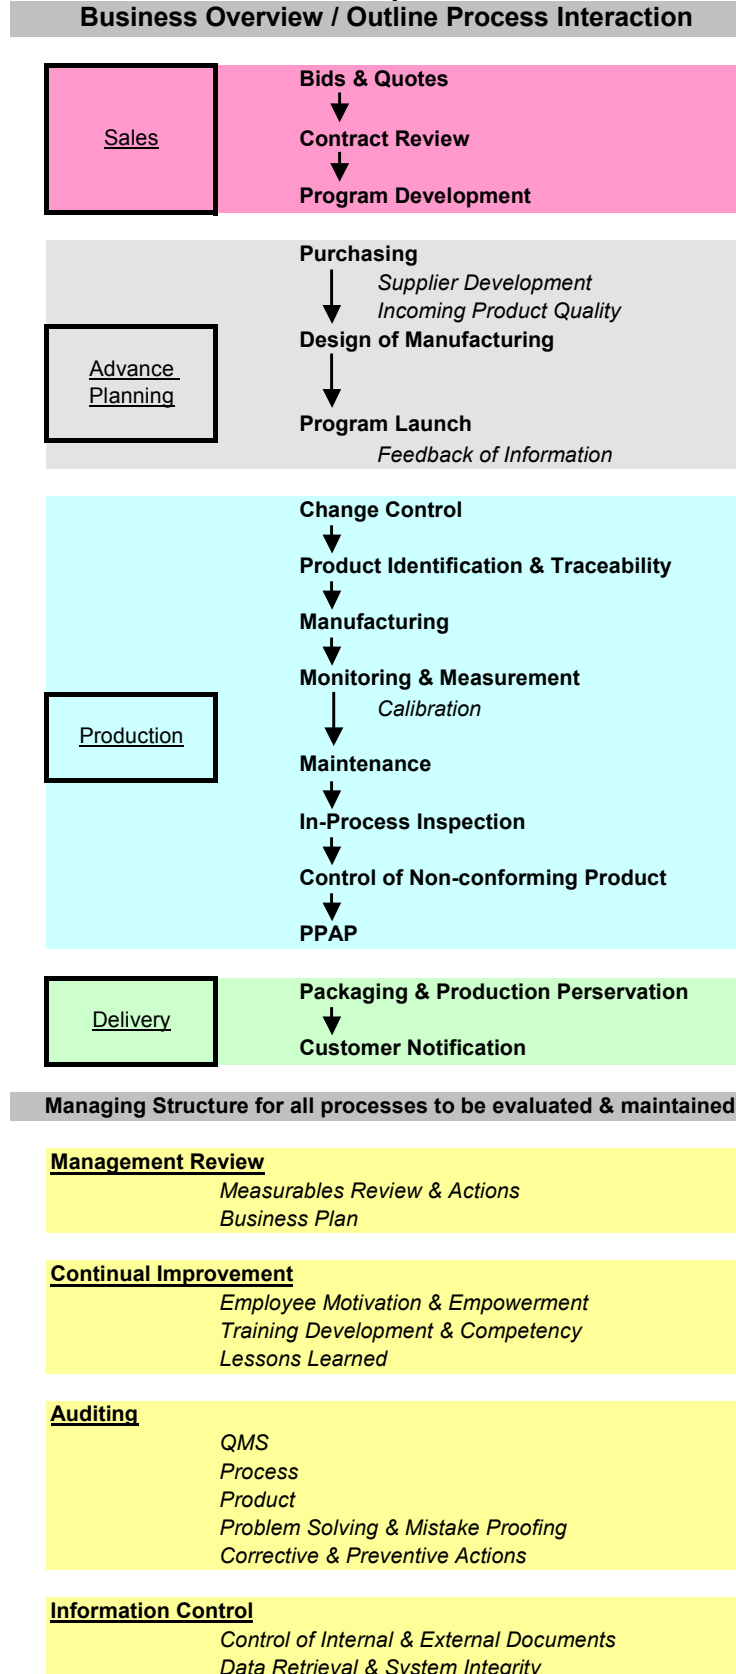 Business Overview / Outline Process Interaction
Bids & Quotes
Sales
Contract Review
Program Development
Purchasing
Supplier Development
Incoming Product Quality
Design of Manufacturing
Advance
Planning
Program Launch
Feedback of Information
Change Control
Product Identification & Traceability
Manufacturing
Monitoring & Measurement
Calibration
Production
Maintenance
In-Process Inspection
Control of Non-conforming Product
PPAP
Packaging & Production Perservation
Delivery
Customer Notification
Managing Structure for all processes to be evaluated & maintained
Management Review
Measurables Review & Actions
Business Plan
Continual Improvement
Employee Motivation & Empowerment
Training Development & Competency
Lessons Learned
Auditing
QMS
Process
Product
Problem Solving & Mistake Proofing
Corrective & Preventive Actions
Information Control
Control of Internal & External Documents
Data Retrieval & System Integrity